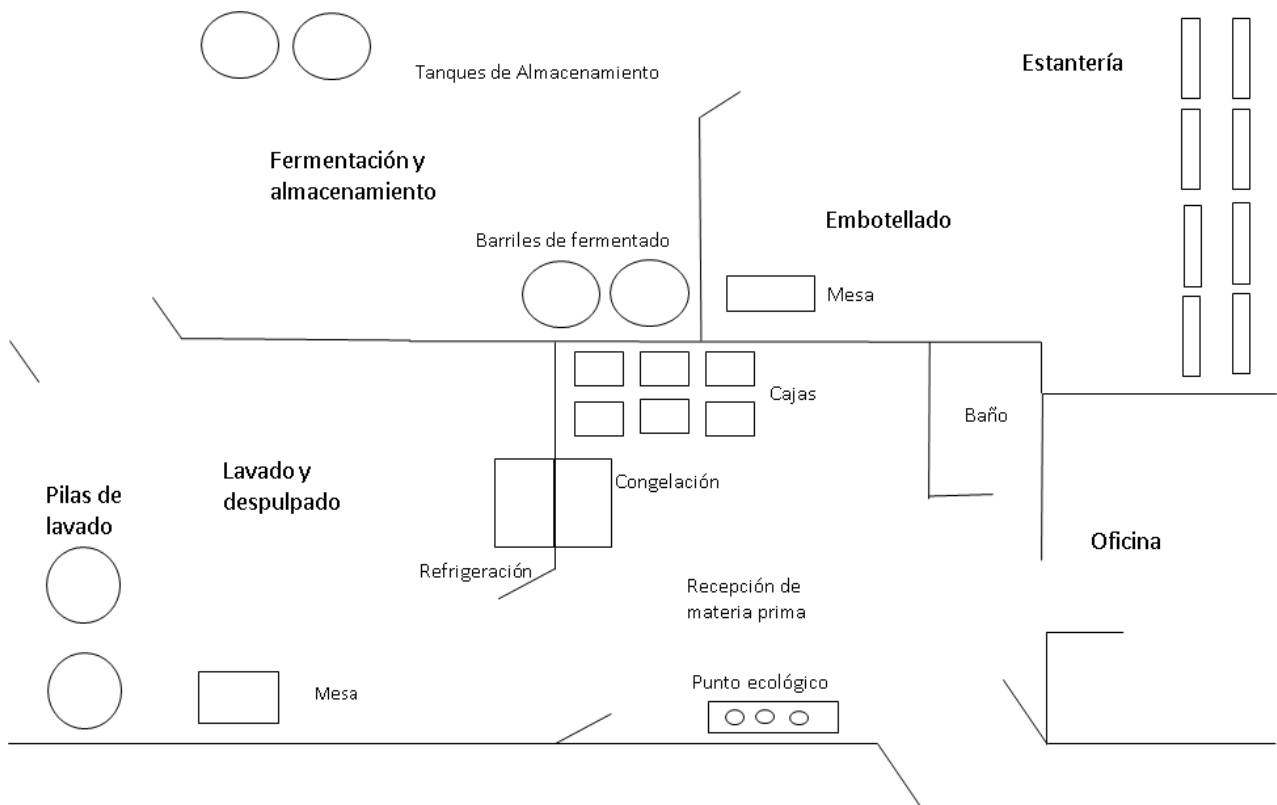 Tanques de Almacenamiento
Estantería
Fermentación y
almacenamiento
Embotellado
Barriles de fermentado
Mesa
Cajas
Baño
Lavado y
despulpado
Congelación
Pilas de
lavado
Oficina
Refrigeración
Recepción de
materia prima
Mesa
Punto ecológico